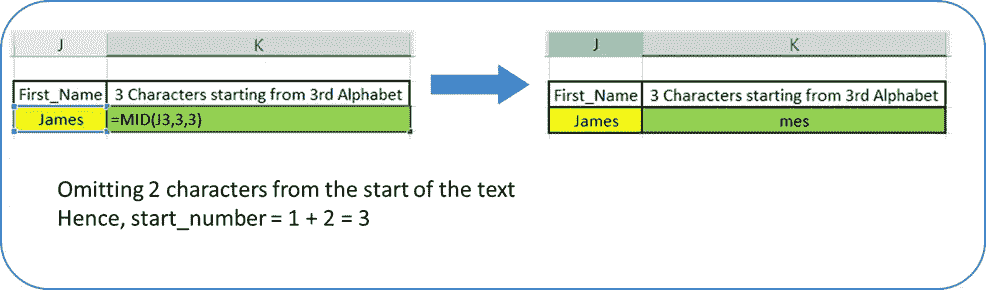 J K
First_Name 3 Characters starting from 3rd Alphabet
James =MID(J3,3,3)
J K
First_Name 3 Characters starting from 3rd Alphabet
James mes
Omitting 2 characters from the start of the text
Hence, start_number = 1 + 2 = 3